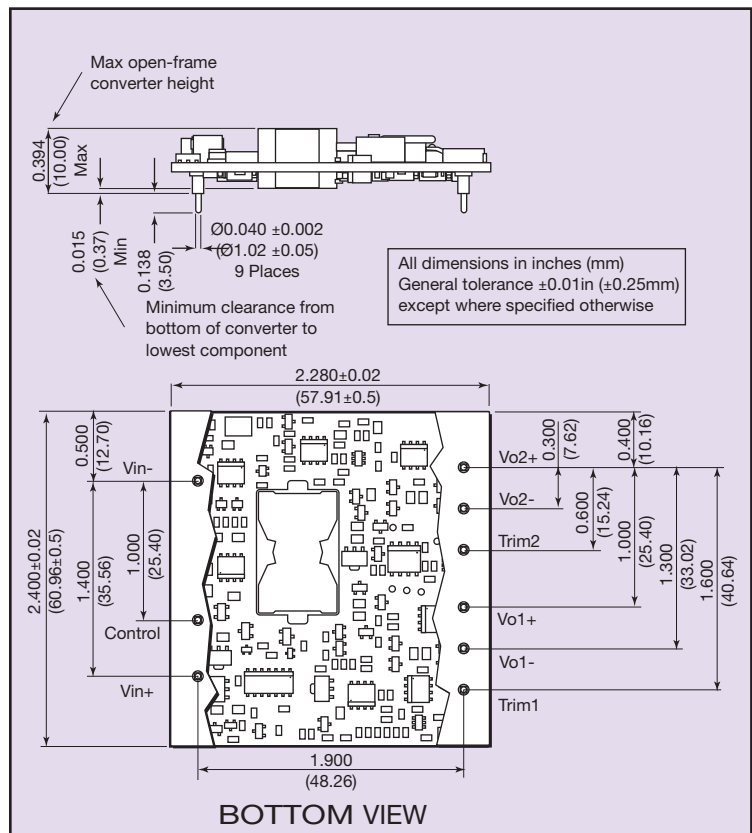 Max open-frame
converter height
0.394
(10.00)
Max
0.015
(0.37)
Min
0.138
(3.50)
Ø0.040 ±0.002
(Ø1.02 ±0.05)
9 Places
Minimum clearance from
bottom of converter to
lowest component
All dimensions in inches (mm)
General tolerance ±0.01in (±0.25mm)
except where specified otherwise
2.280±0.02
(57.91±0.5)
2.400±0.02
(60.96±0.5)
0.500
(12.70)
1.400
(35.56)
1.000
(25.40)
Vin-
Control
Vin+
Vo2+
Vo2-
Trim2
Vo1+
Vo1-
Trim1
0.300
(7.62)
0.400
(10.16)
0.600
(15.24)
1.000
(25.40)
1.300
(33.02)
1.600
(40.64)
1.900
(48.26)
BOTTOM VIEW